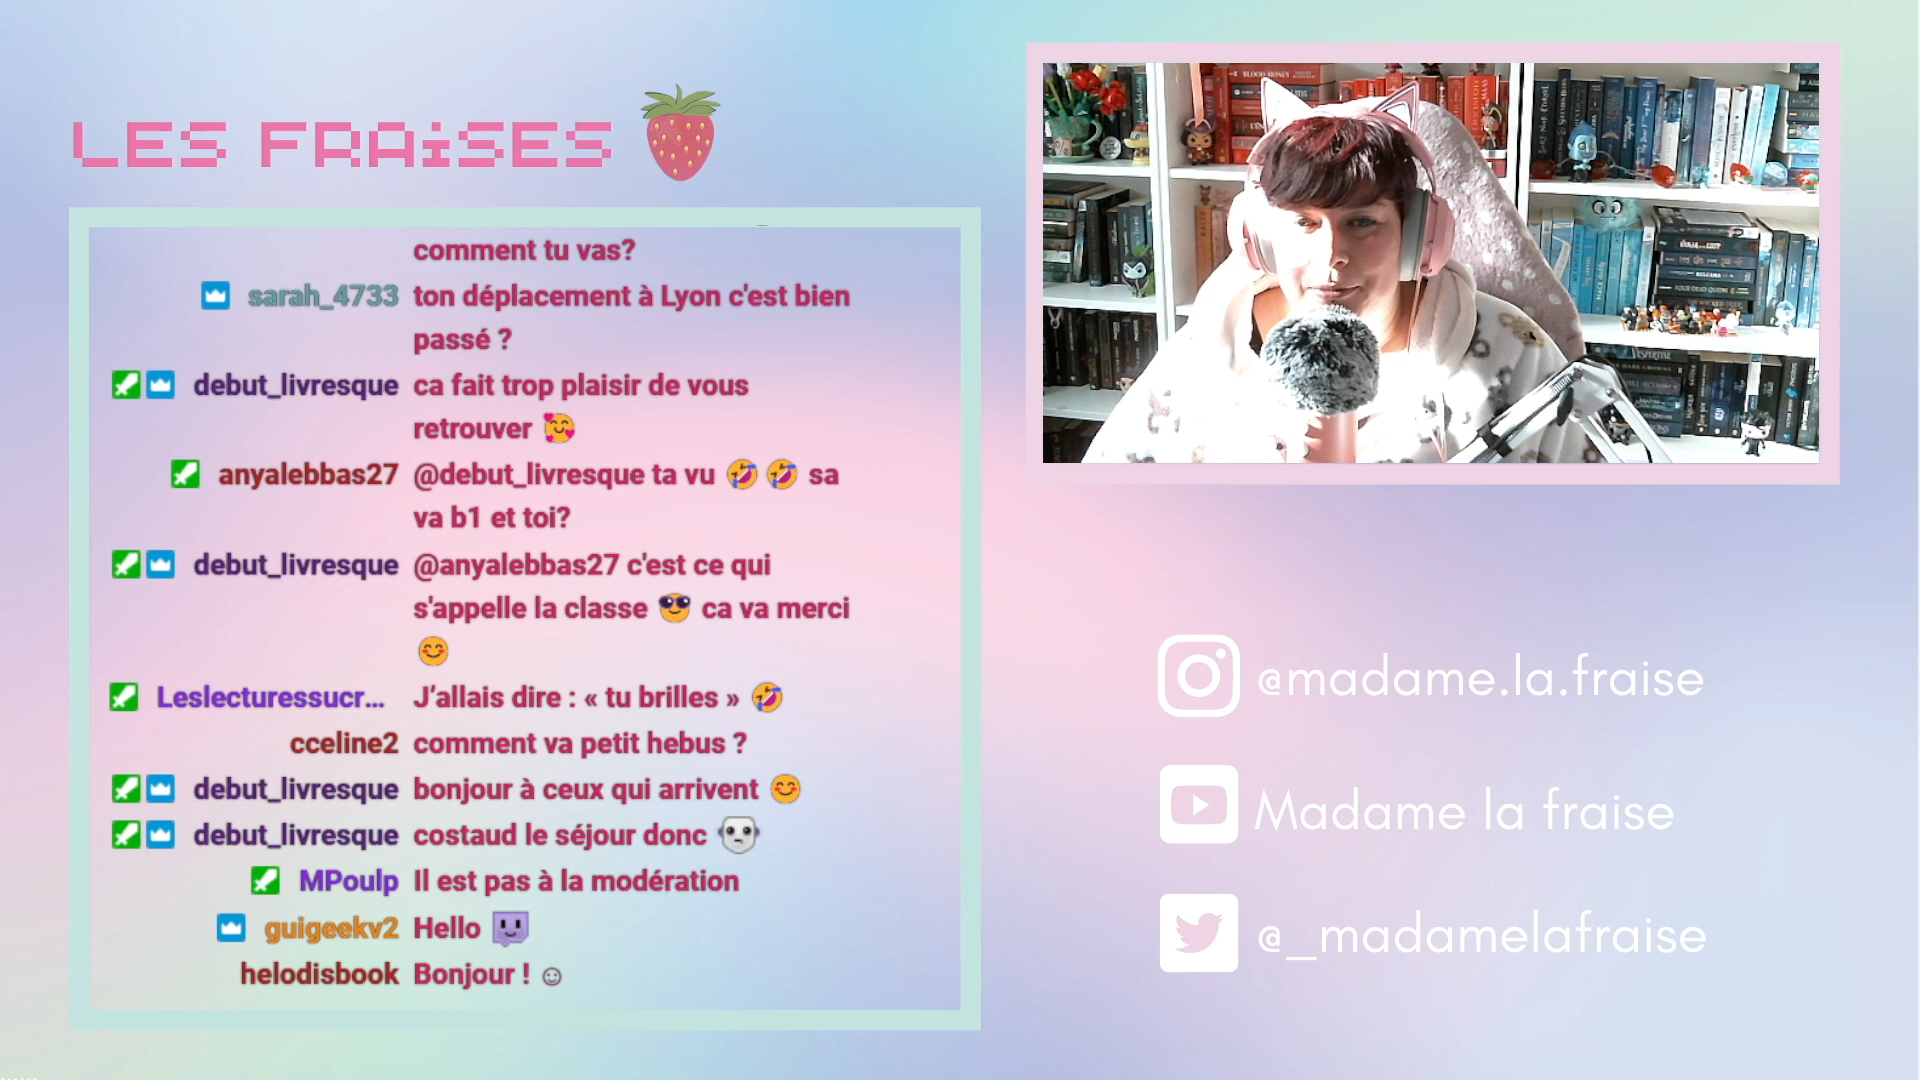 LES FRAiSES
comment tu vas?
sarah_4733 ton déplacement à Lyon c'est bien
passé ?
debut_livresque ca fait trop plaisir de vous
retrouver 🥰
anyalebbas27 @debut_livresque ta vu 🤣 🤣 sa
va b1 et toi?
debut_livresque @anyalebbas27 c'est ce qui
s'appelle la classe 😎 ca va merci
😊
Leslecturessucr... J’allais dire : « tu brilles » 🤣
cceline2 comment va petit hebus ?
debut_livresque bonjour à ceux qui arrivent 😊
debut_livresque costaud le séjour donc
MPoulp Il est pas à la modération
guigeekv2 Hello
helodisbook Bonjour ! ☺
BLOOD HONEY
@madame.la.fraise
Madame la fraise
@_madamelafraise